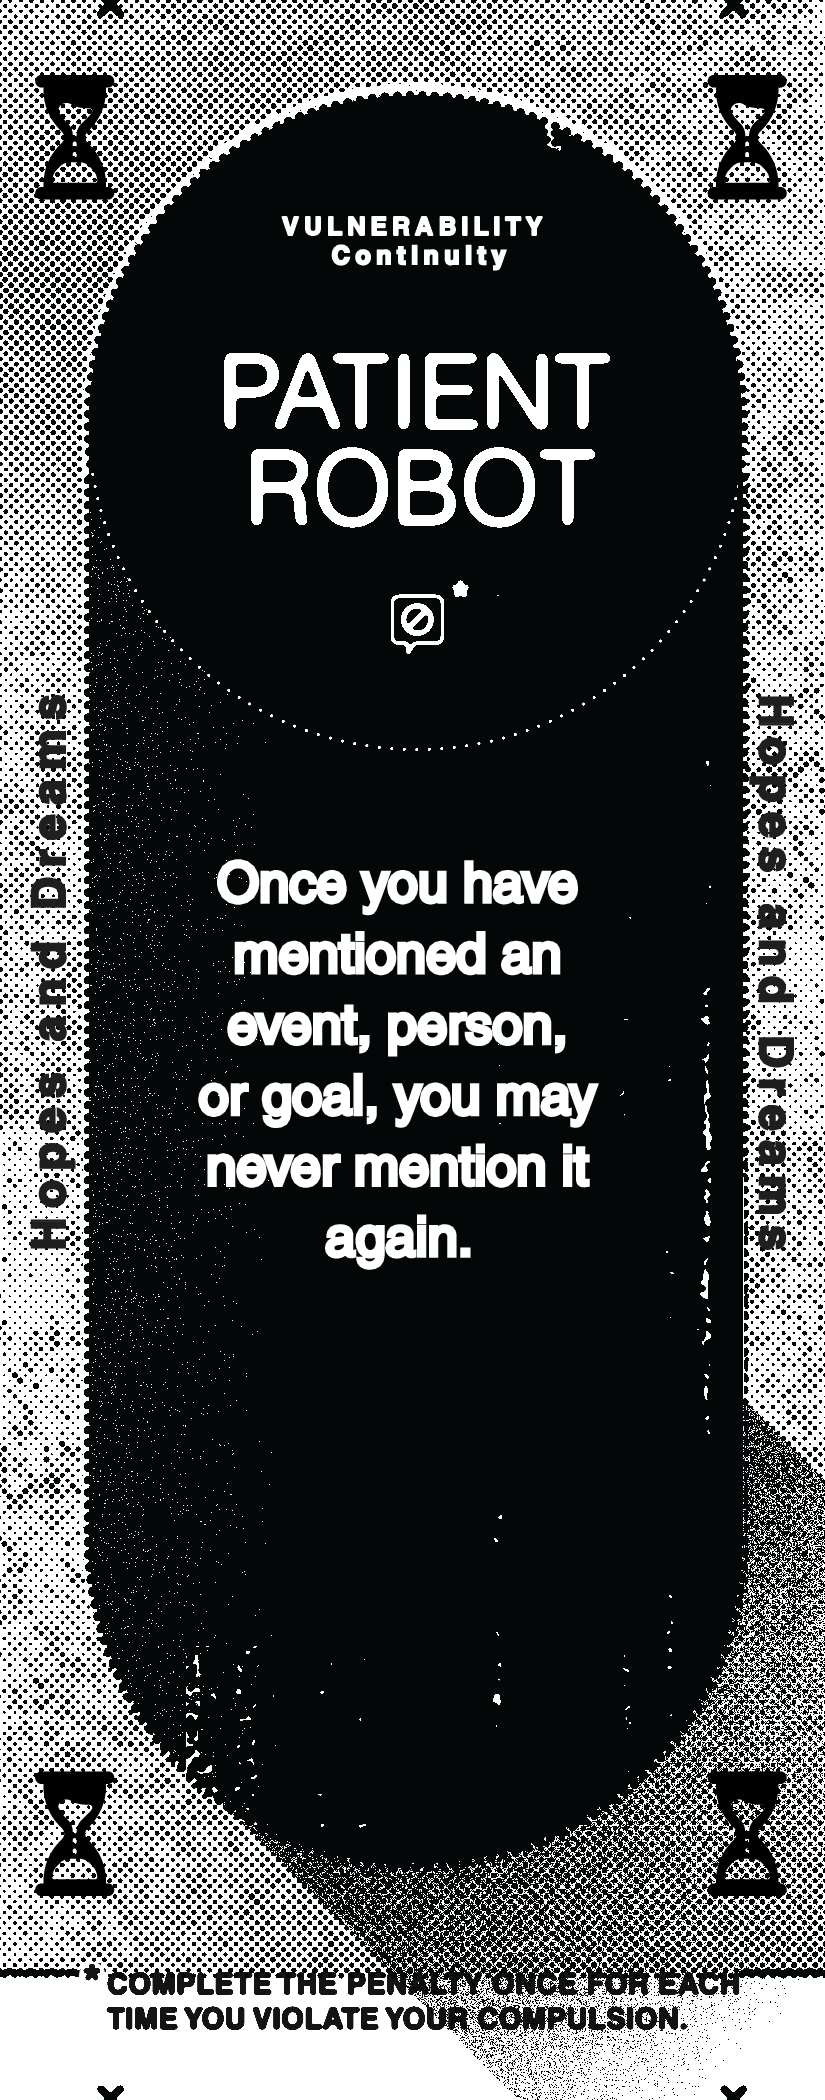 VULNERABILITY
Continuity
PATIENT
ROBOT
*
Hopes and Dreams
Hopes and Dreams
Once you have
mentioned an
event, person,
or goal, you may
never mention it
again.
* COMPLETE THE PENALTY ONCE FOR EACH
TIME YOU VIOLATE YOUR COMPULSION.